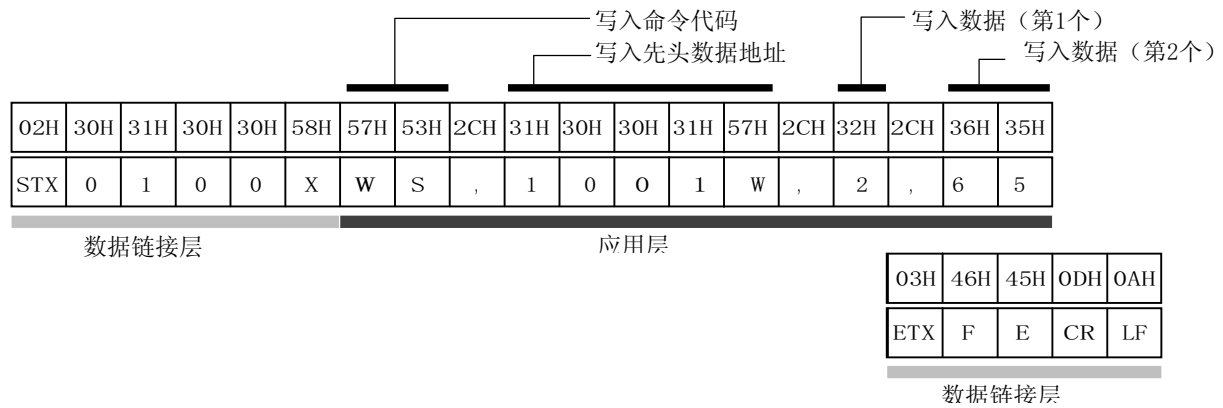 写入命令代码
写入数据（第1个）
写入先头数据地址
写入数据（第2个）
02H 30H 31H 30H 30H 58H 57H 53H 2CH 31H 30H 30H 31H 57H 2CH 32H 2CH 36H 35H
STX 0 1 0 0 X W S , 1 0 0 1 W , 2 , 6 5
数据链接层 应用层
03H 46H 45H 0DH 0AH
ETX F E CR LF
数据链接层